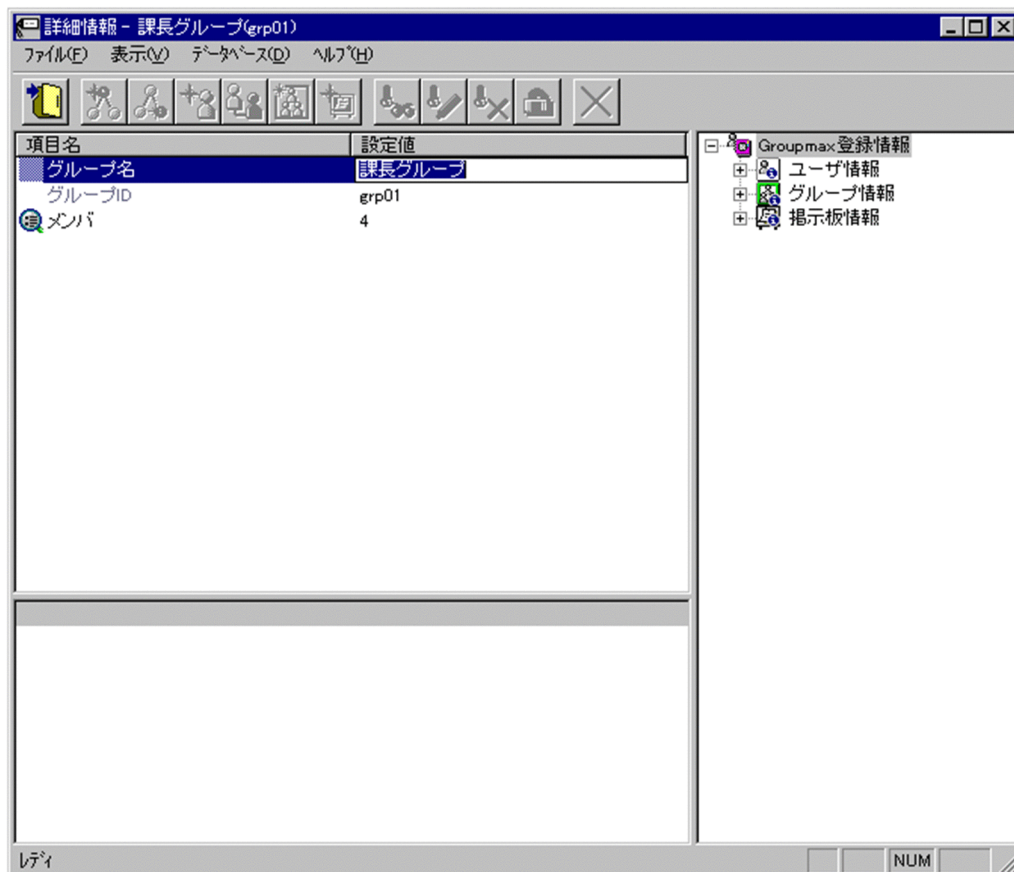 詳細情報 - 課長グループ(grp01)
ﾌｧｲﾙ(F) 表示(V) ﾃﾞｰﾀﾍﾞｰｽ(D) ﾍﾙﾌﾟ(H)
項目名 設定値
グループ名 課長グループ
グループID grp01
メンバ 4
Groupmax登録情報
ユーザ情報
グループ情報
掲示板情報
ﾚﾃﾞｨ NUM